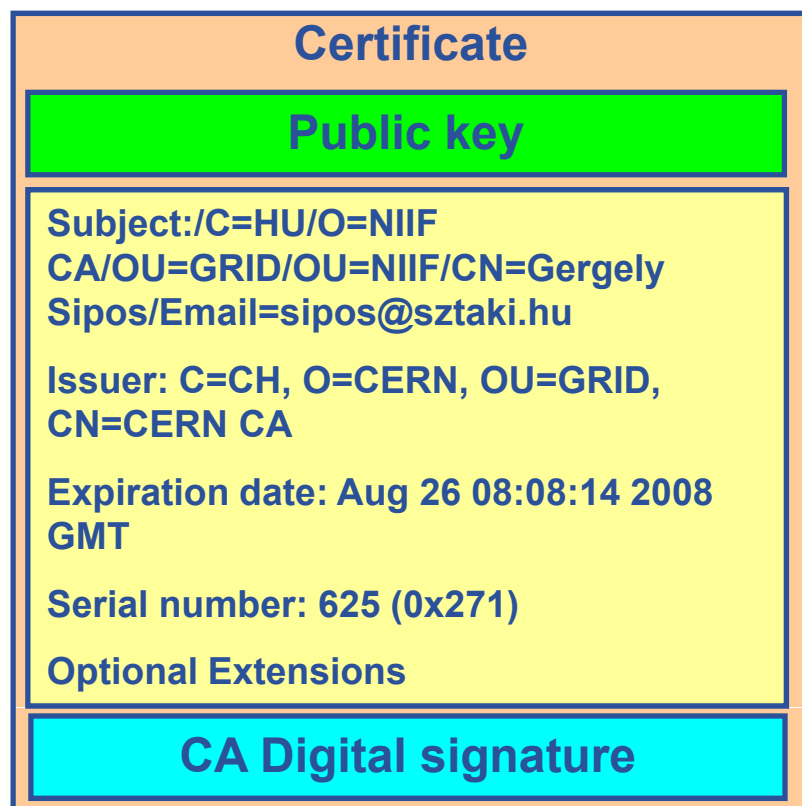 Certificate
Public key
Subject:/C=HU/O=NIIF
CA/OU=GRID/OU=NIIF/CN=Gergely
Sipos/Email=sipos@sztaki.hu
Issuer: C=CH, O=CERN, OU=GRID,
CN=CERN CA
Expiration date: Aug 26 08:08:14 2008
GMT
Serial number: 625 (0x271)
Optional Extensions
CA Digital signature